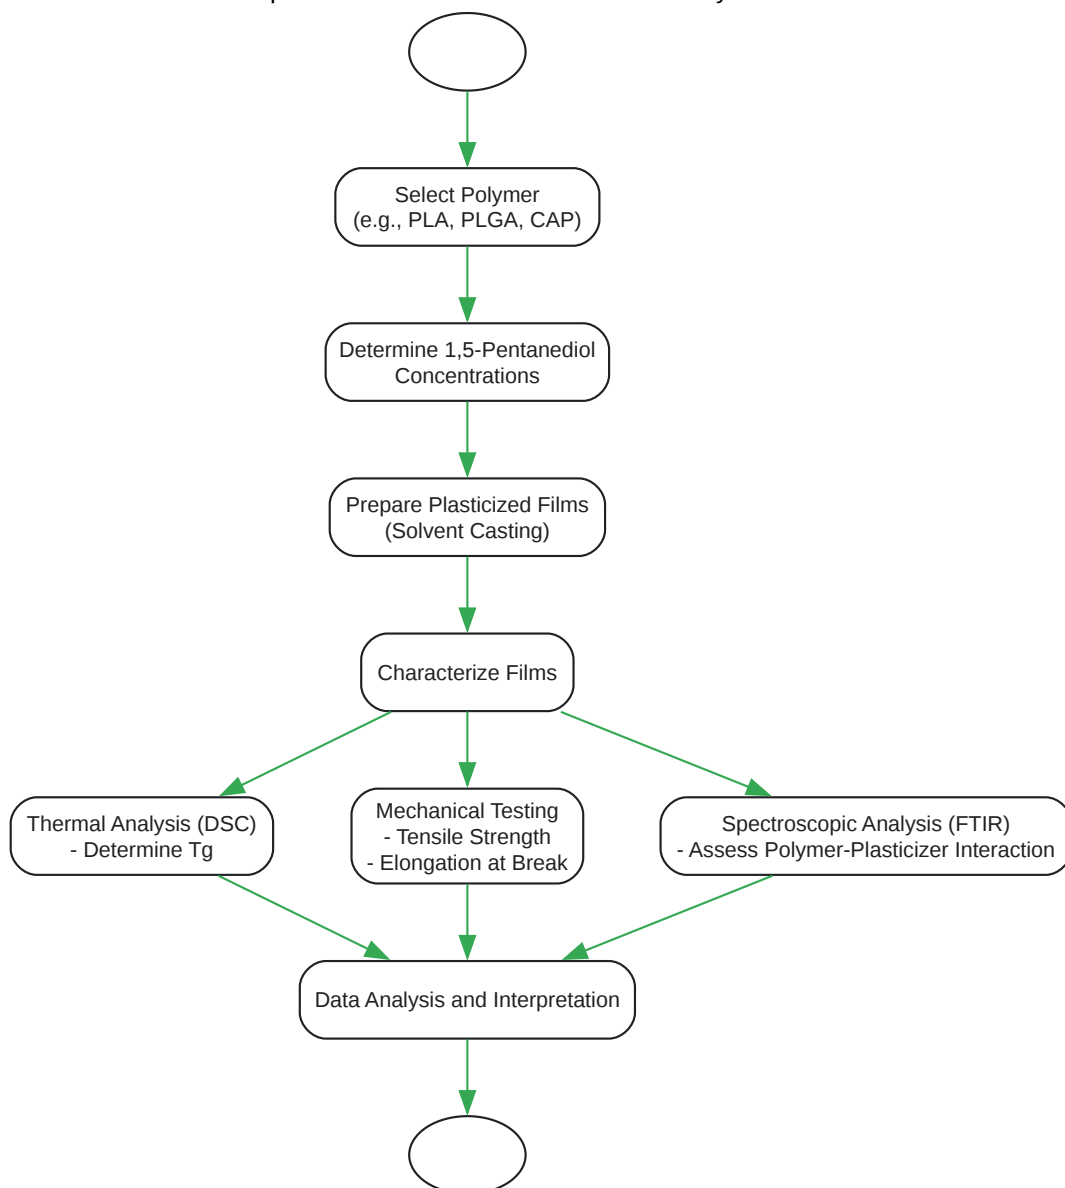 Select Polymer
(e.g., PLA, PLGA, CAP)
Determine 1,5-Pentanediol
Concentrations
Prepare Plasticized Films
(Solvent Casting)
Characterize Films
Thermal Analysis (DSC)
- Determine Tg
Mechanical Testing
- Tensile Strength
- Elongation at Break
Spectroscopic Analysis (FTIR)
- Assess Polymer-Plasticizer Interaction
Data Analysis and Interpretation